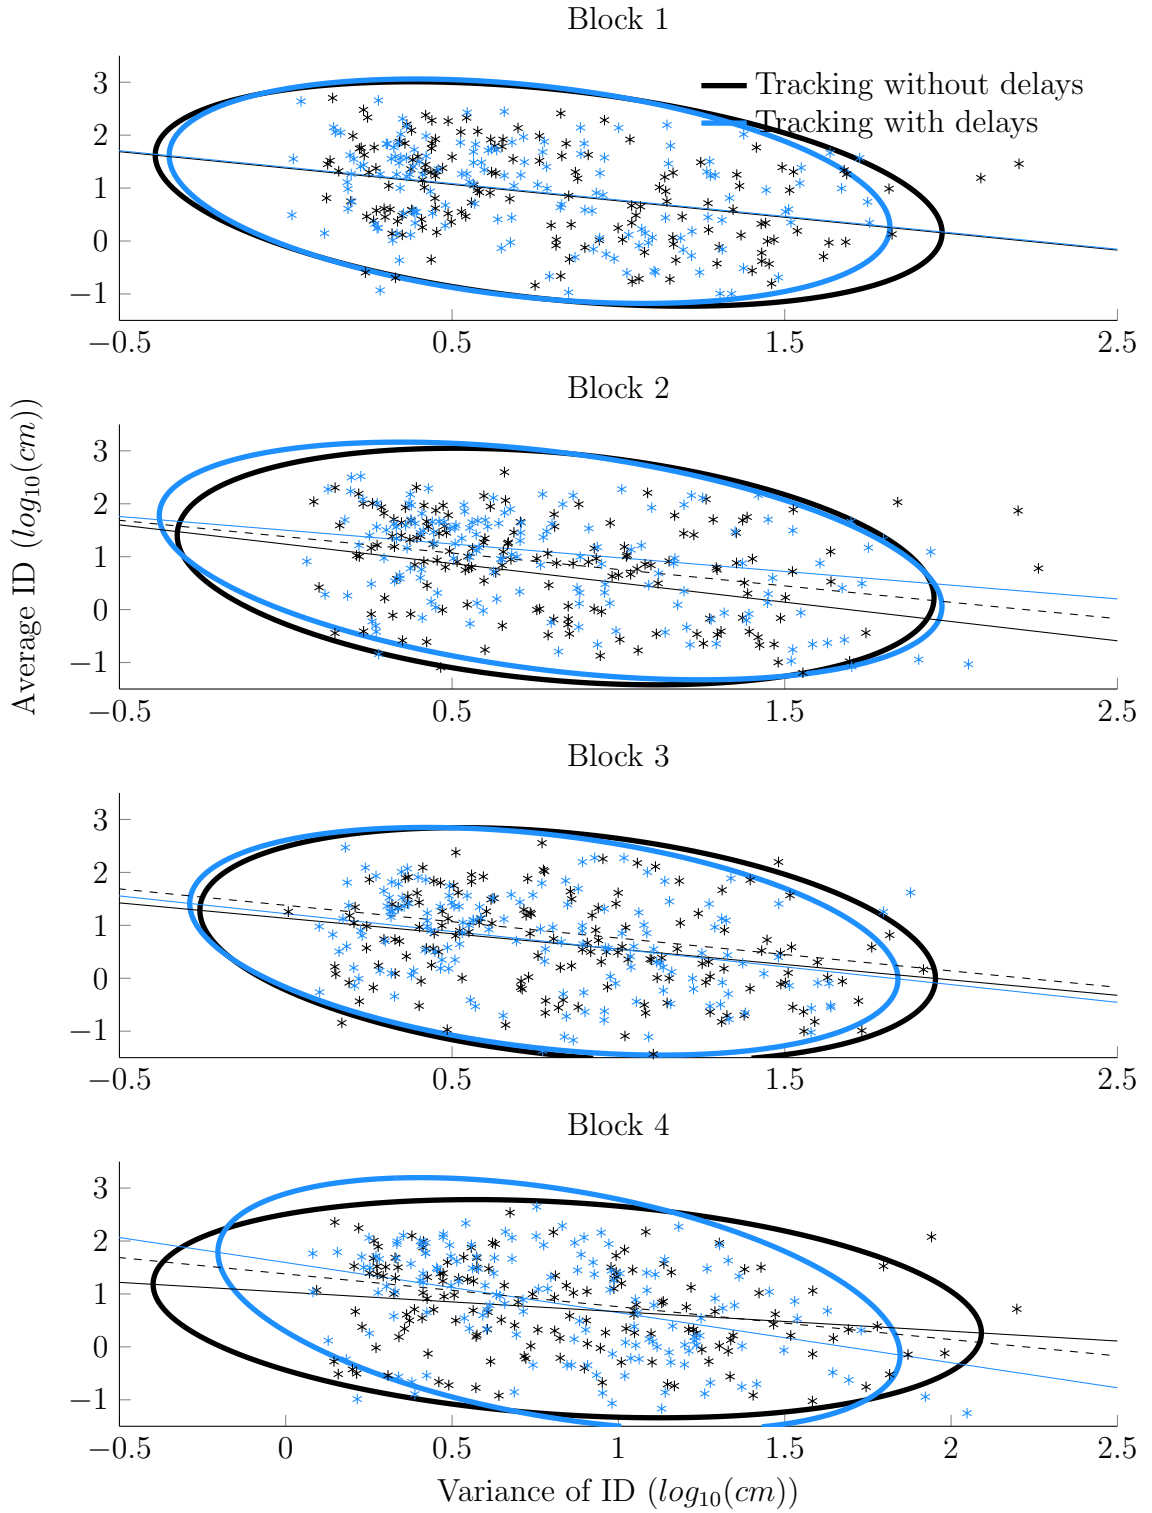 Block 1
3
2
1
0
−1
Tracking without delays
Tracking with delays
−0.5 0.5 1.5 2.5
Block 2
3
2
1
0
−1
−0.5 0.5 1.5 2.5
Average ID (log10(cm))
Block 3
3
2
1
0
−1
−0.5 0.5 1.5 2.5
Block 4
3
2
1
0
−1
−0.5 0 0.5 1 1.5 2 2.5
Variance of ID (log10(cm))